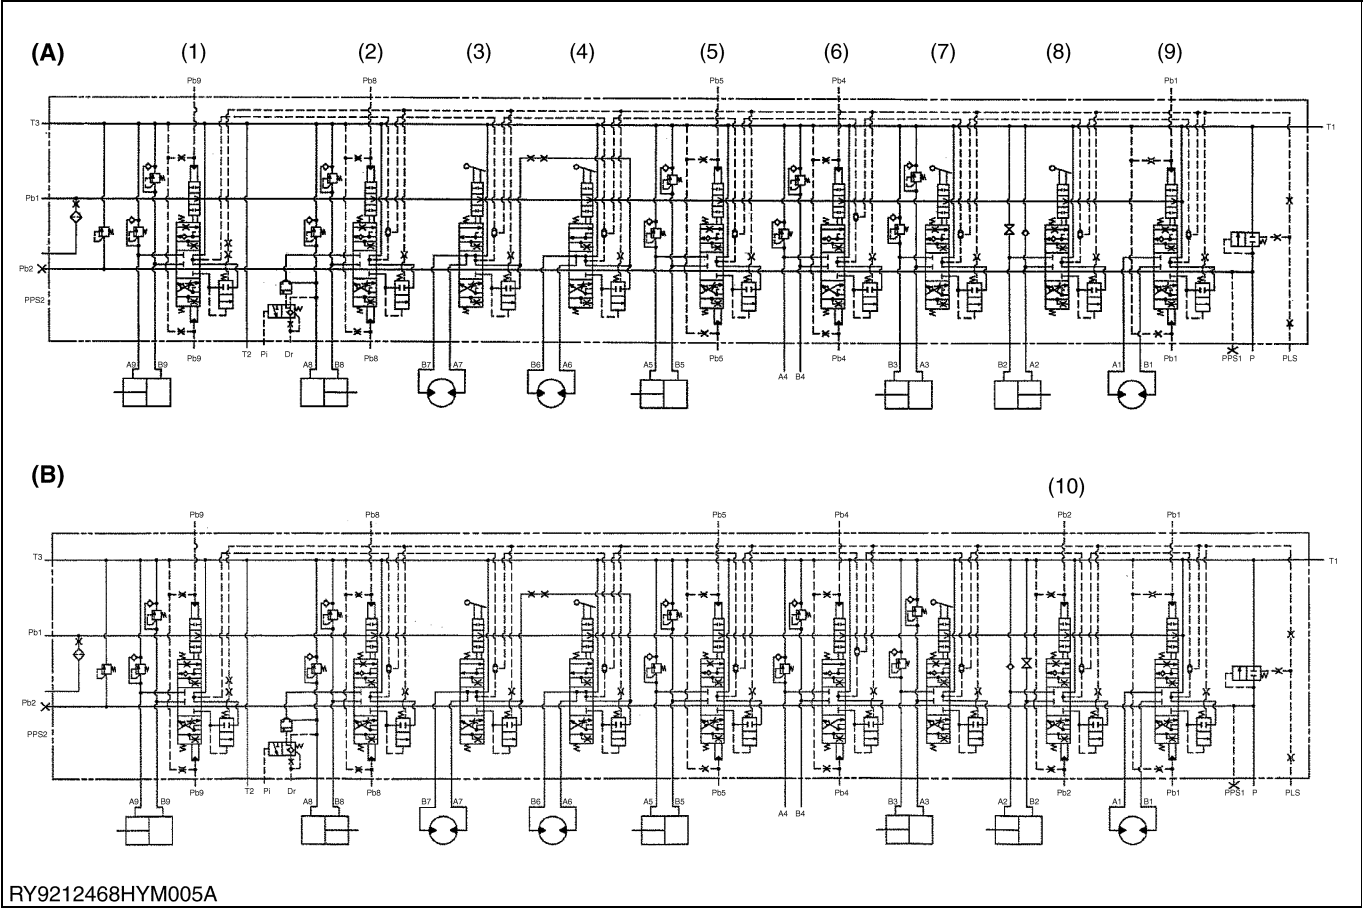 (A) (1) (2) (3) (4) (5) (6) (7) (8) (9)
Pb9 Pb8 Pb5 Pb4 Pb1
T3 T1
Pb1
Pb2
PPS2
Pb9 T2 Pi Dr Pb8 Pb5 Pb4 Pb1 PPS1 P PLS
A9 B9 A8 B8 B7 A7 B6 A6 A5 B5 B3 A3 B2 A2 A1 B1
A4 B4
(B) (10)
Pb9 Pb8 Pb5 Pb4 Pb2 Pb1
T3 T1
Pb1
Pb2
PPS2
Pb9 T2 Pi Dr Pb8 Pb5 Pb4 Pb2 Pb1 PPS1 P PLS
A9 B9 A8 B8 B7 A7 B6 A6 A5 B5 B3 A3 A2 B2 A1 B1
A4 B4
RY9212468HYM005A